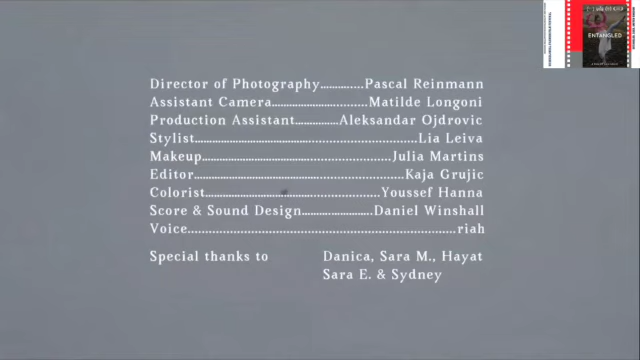 Director of Photography..............Pascal Reinmann
Assistant Camera........................Matilde Longoni
Production Assistant..............Aleksandar Ojdrovic
Stylist.......................................................Lia Leiva
Makeup..............................................Julia Martins
Editor..................................................Kaja Grujic
Colorist...........................................Youssef Hanna
Score & Sound Design..................Daniel Winshall
Voice..................................................................riah
Special thanks to Danica, Sara M., Hayat
Sara E. & Sydney
ENTANGLED